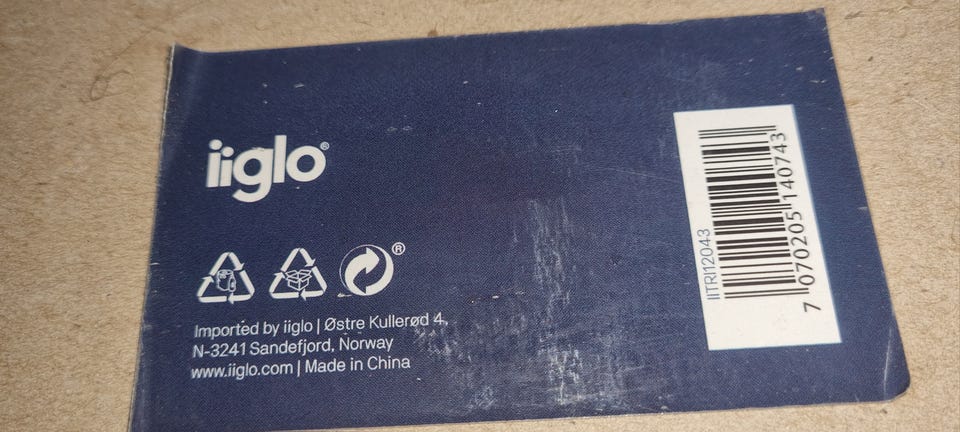 iiglo®
®
Imported by iiglo | Østre Kullerød 4,
N-3241 Sandefjord, Norway
www.iiglo.com | Made in China
IITRI12043
7 070205 140743